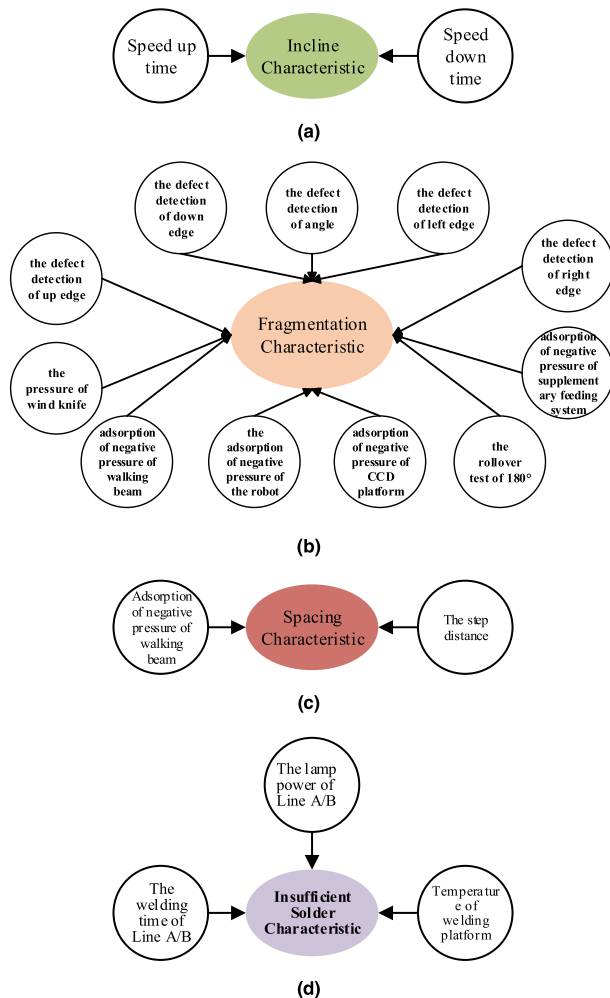 Speed up
time
Incline
Characteristic
Speed
down
time
(a)
the defect
detection
of down
edge
the defect
detection
of angle
the defect
detection
of left edge
the defect
detection
of up edge
the defect
detection
of right
edge
Fragmentation
Characteristic
the
pressure of
wind knife
adsorption
of negative
pressure of
supplement
ary feeding
system
adsorption
of negative
pressure of
walking
beam
the
adsorption
of negative
pressure of
the robot
adsorption
of negative
pressure of
CCD
platform
the
rollover
test of 180°
(b)
Adsorption
of negative
pressure of
walking
beam
Spacing
Characteristic
The step
distance
(c)
The lamp
power of
Line A/B
The
welding
time of
Line A/B
Insufficient
Solder
Characteristic
Temperatur
e of
welding
platform
(d)